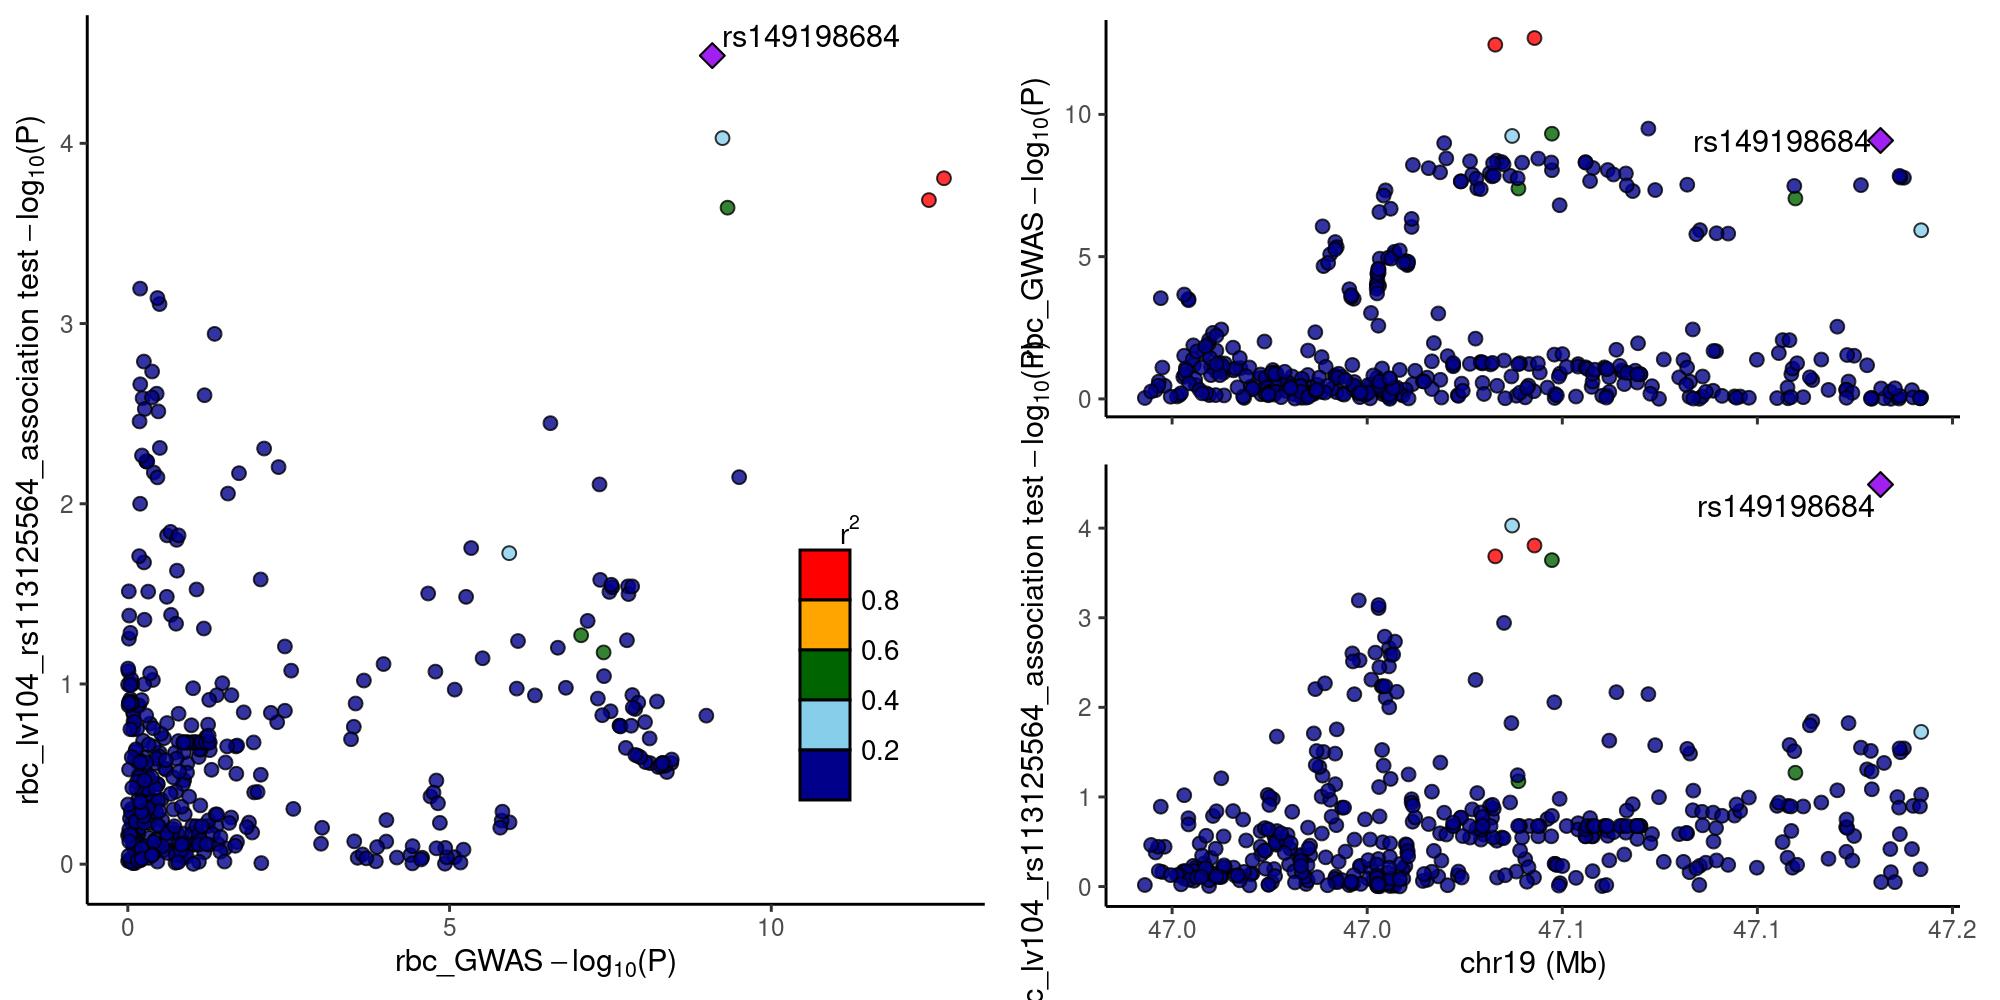 rs149198684
rbc_lv104_rs113125564_association test −log10(P)
4
3
2
1
0
r2
0.8
0.6
0.4
0.2
0
5
10
rbc_GWAS −log10(P)
rbc_GWAS −log10(P)
10
5
0
rs149198684
c_lv104_rs113125564_association test −log10(P)
4
3
2
1
0
rs149198684
47.0
47.0
47.1
47.1
47.2
chr19 (Mb)